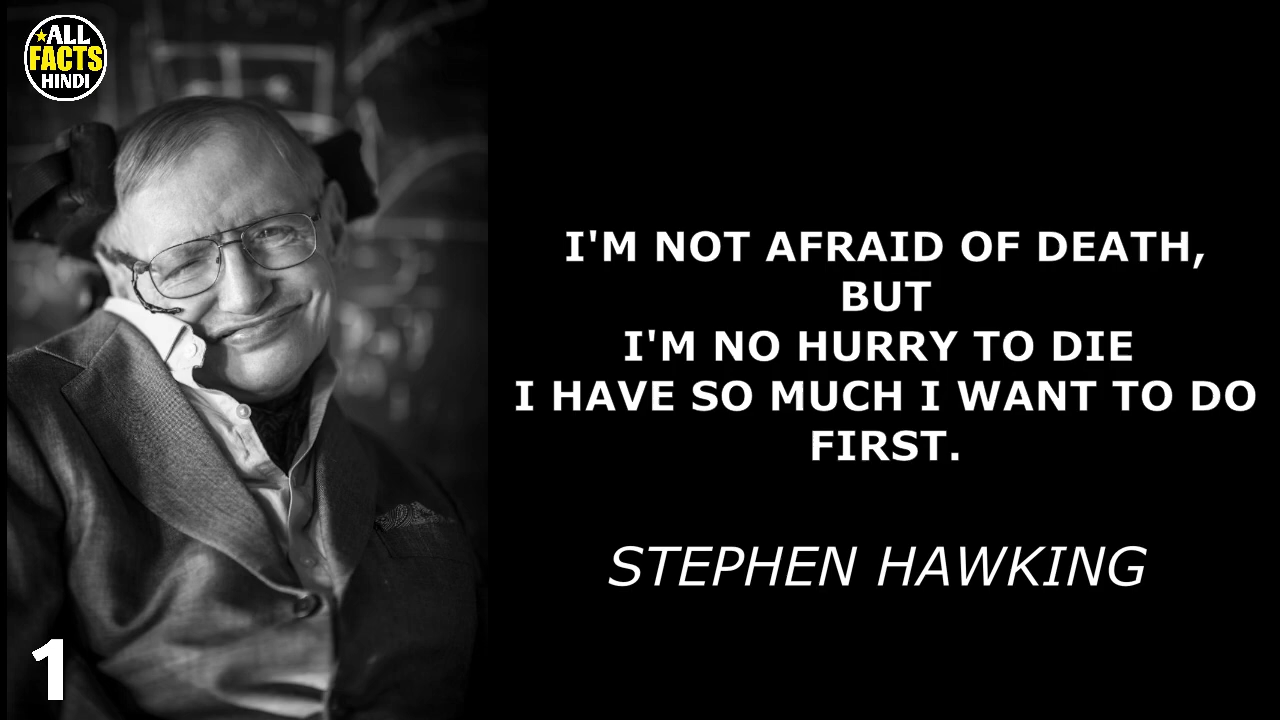 ★ALL
FACTS
HINDI
I'M NOT AFRAID OF DEATH,
BUT
I'M NO HURRY TO DIE
I HAVE SO MUCH I WANT TO DO
FIRST.
STEPHEN HAWKING
1